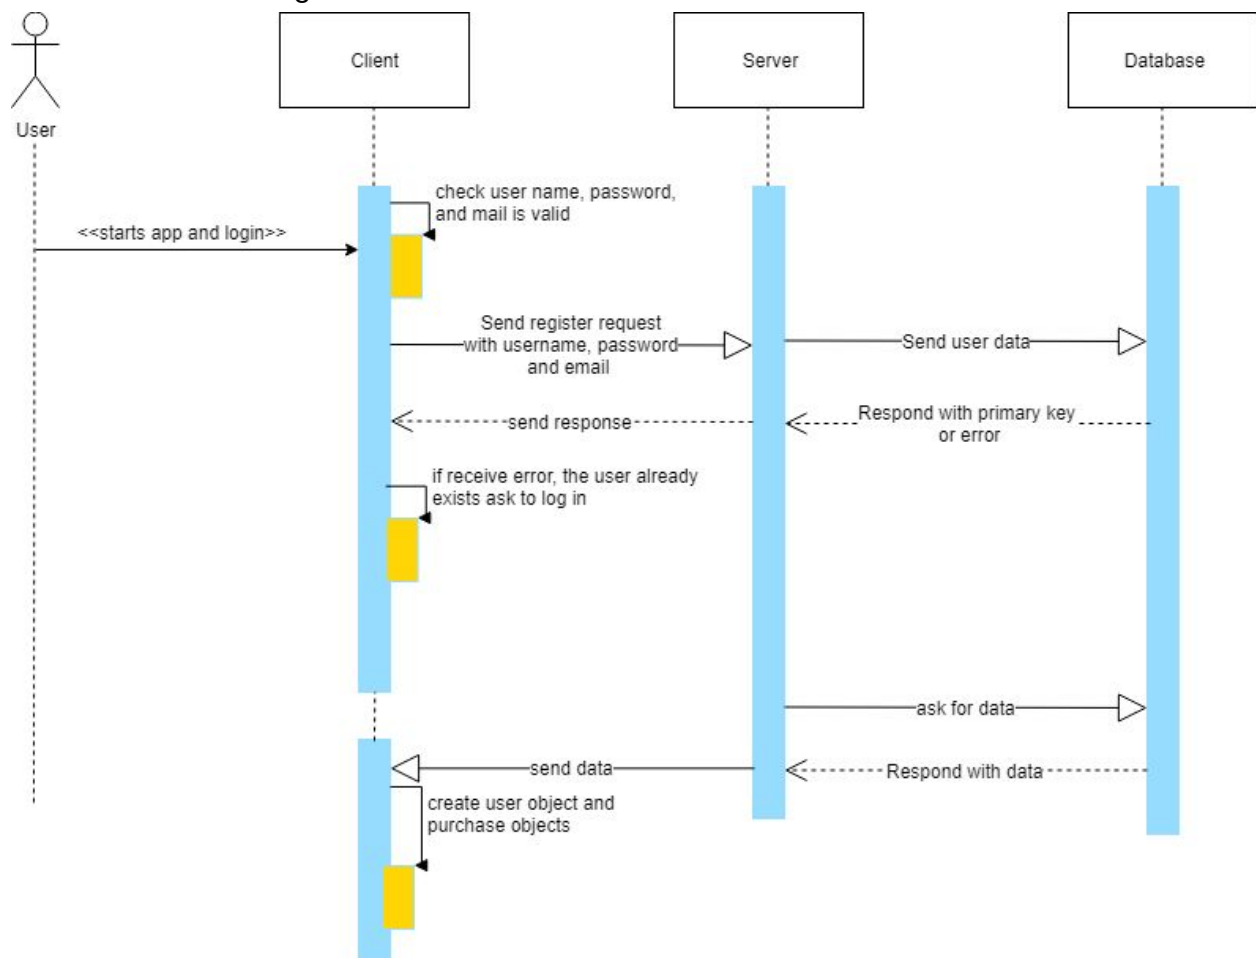 Client
Server
Database
User
check user name, password,
and mail is valid
<<starts app and login>>
Send register request
with username, password
and email
Send user data
send response
Respond with primary key
or error
if receive error, the user already
exists ask to log in
ask for data
send data
Respond with data
create user object and
purchase objects